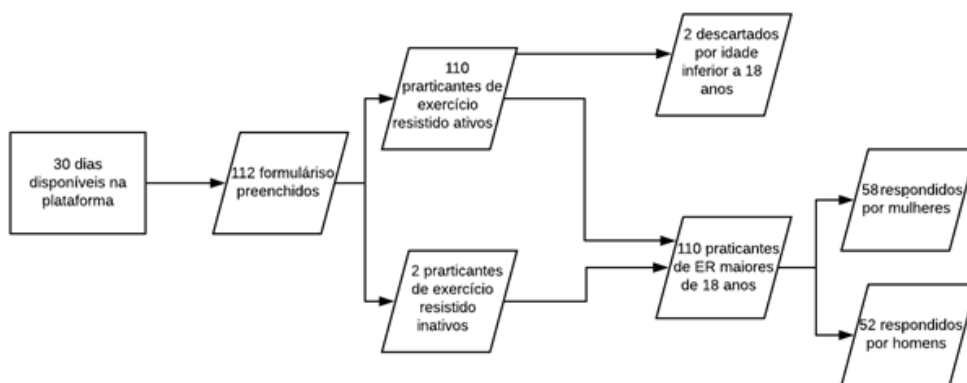 30 dias
disponíveis na
plataforma
112 formuláriso
preenchidos
110
prarticantes de
exercício
resistido ativos
2 descartados
por idade
inferior a 18
anos
2 prarticantes
de exercício
resistido
inativos
110 praticantes
de ER maiores
de 18 anos
58 respondidos
por mulheres
52 respondidos
por homens